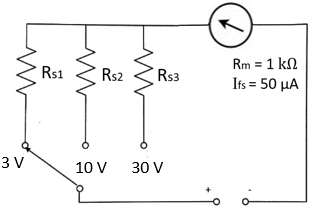 Rs1
Rs2
Rs3
Rm = 1 kΩ
Ifs = 50 µA
3 V
10 V
30 V
+
-